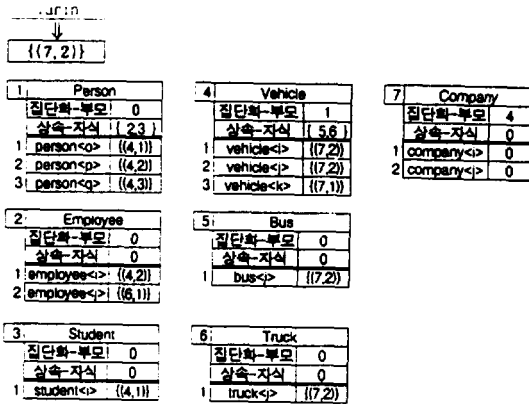 {(7,2)}
1 Person
집단화-부모 0
상속-자식 { 2,3 }
1 person<o> {(4,1)}
2 person<p> {(4,2)}
3 person<q> {(4,3)}
4 Vehicle
집단화-부모 1
상속-자식 { 5,6 }
1 vehicle<i> {(7,2)}
2 vehicle<j> {(7,2)}
3 vehicle<k> {(7,1)}
7 Company
집단화-부모 4
상속-자식 0
1 company<i> 0
2 company<j> 0
2 Employee
집단화-부모 0
상속-자식 0
1 employee<i> {(4,2)}
2 employee<j> {(6,1)}
5 Bus
집단화-부모 0
상속-자식 0
1 bus<i> {(7,2)}
3 Student
집단화-부모 0
상속-자식 0
1 student<i> {(4,1)}
6 Truck
집단화-부모 0
상속-자식 0
1 truck<j> {(7,2)}